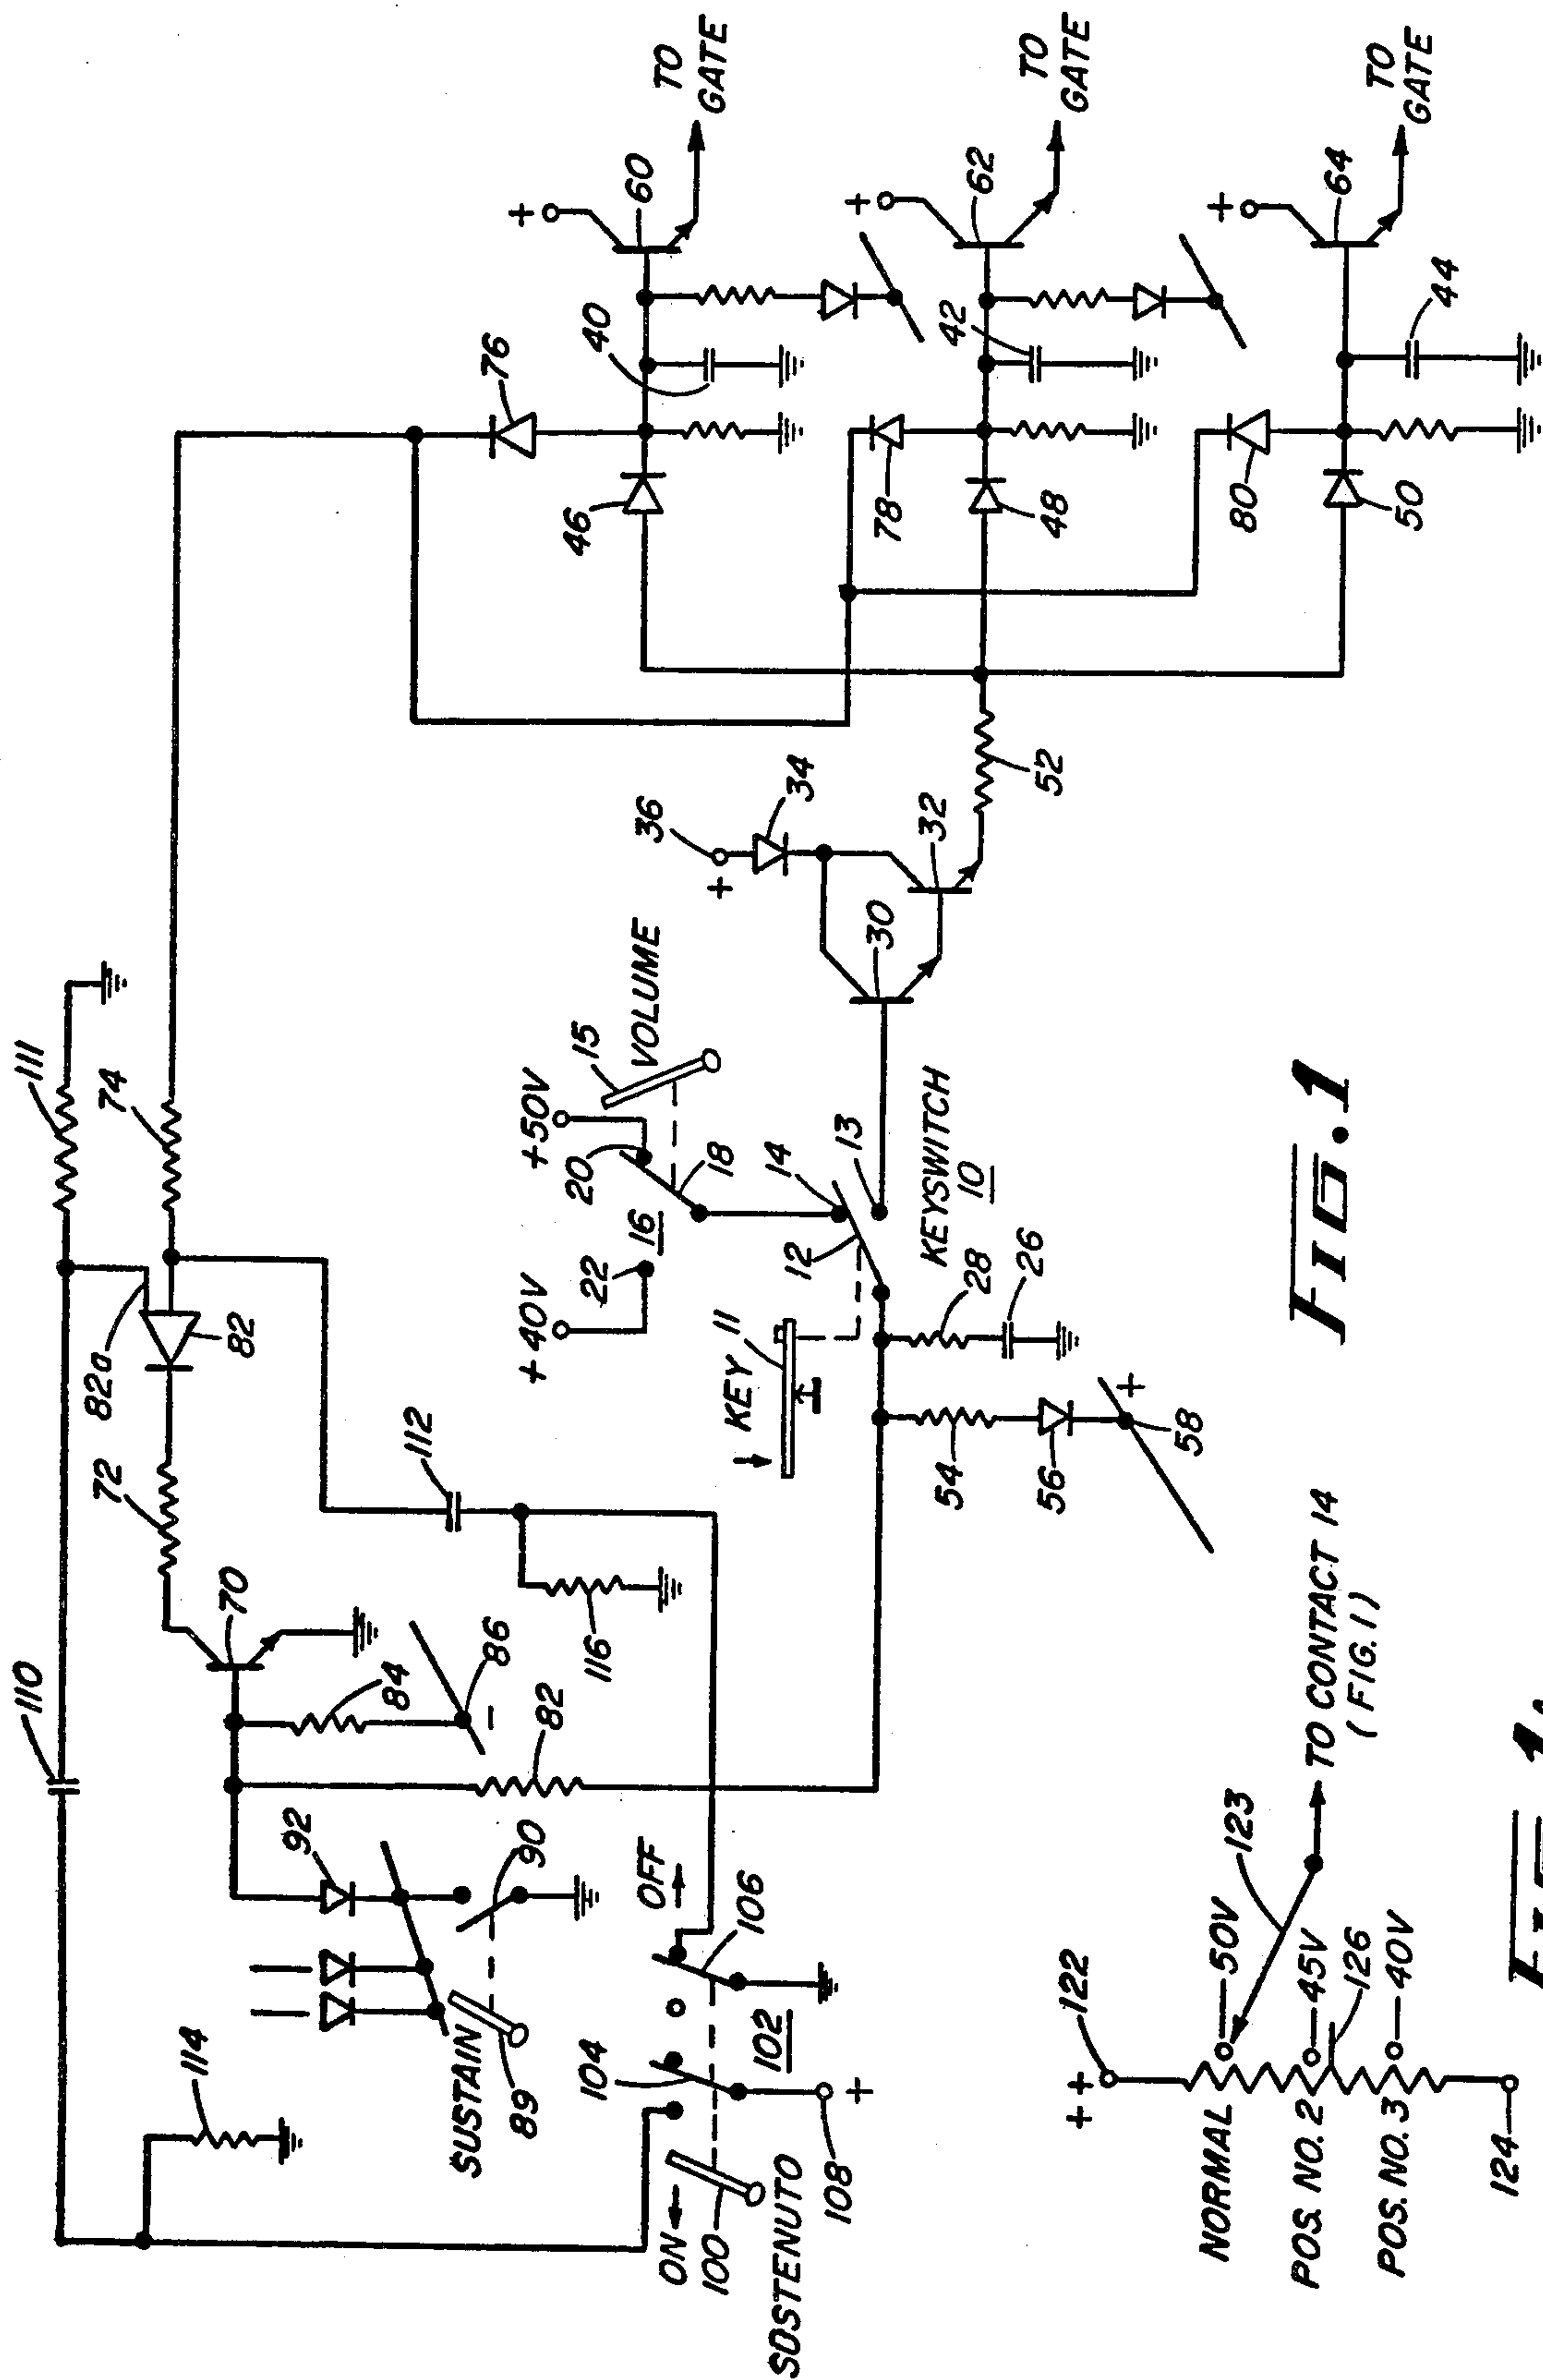 110
111
82a
74
72
82
70
112
114
92
84
86
116
82
90
SUSTAIN
89
OFF
106
104
102
ON
100
SOSTENUTO
108
+
−
+50V
15
VOLUME
20
18
+40V
22
16
14
13
12
KEY
11
KEYSWITCH
10
28
26
54
56
58
+
36
+
34
30
32
52
76
40
46
+
60
TO
GATE
78
42
48
+
62
TO
GATE
80
44
50
+
64
TO
GATE
FIG. 1
++
122
NORMAL
50V
123
TO CONTACT 14
(FIG. 1)
POS. NO. 2
45V
126
POS. NO. 3
40V
124